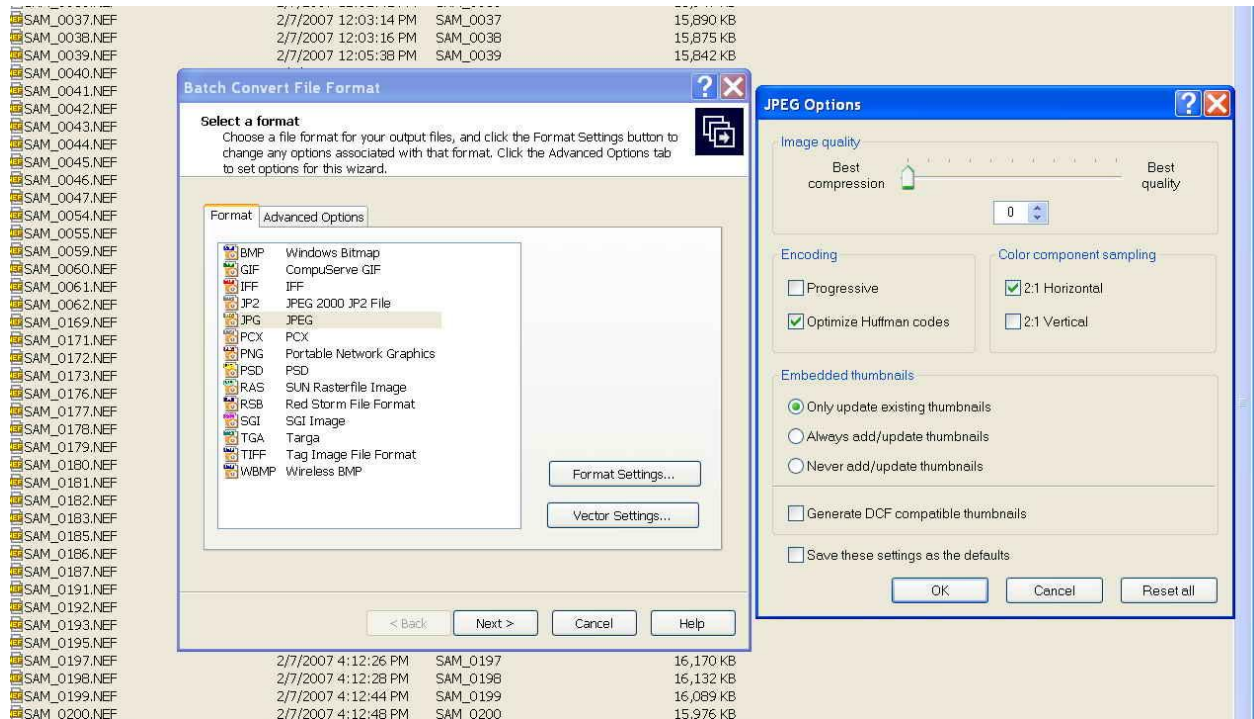 SAM_0037.NEF 2/7/2007 12:03:14 PM SAM_0037 15,890 KB
SAM_0038.NEF 2/7/2007 12:03:16 PM SAM_0038 15,875 KB
SAM_0039.NEF 2/7/2007 12:05:38 PM SAM_0039 15,842 KB
SAM_0040.NEF
SAM_0041.NEF
SAM_0042.NEF
SAM_0043.NEF
SAM_0044.NEF
SAM_0045.NEF
SAM_0046.NEF
SAM_0047.NEF
SAM_0054.NEF
SAM_0055.NEF
SAM_0059.NEF
SAM_0060.NEF
SAM_0061.NEF
SAM_0062.NEF
SAM_0169.NEF
SAM_0171.NEF
SAM_0172.NEF
SAM_0173.NEF
SAM_0176.NEF
SAM_0177.NEF
SAM_0178.NEF
SAM_0179.NEF
SAM_0180.NEF
SAM_0181.NEF
SAM_0182.NEF
SAM_0183.NEF
SAM_0185.NEF
SAM_0186.NEF
SAM_0187.NEF
SAM_0191.NEF
SAM_0192.NEF
SAM_0193.NEF
SAM_0195.NEF
SAM_0197.NEF 2/7/2007 4:12:26 PM SAM_0197 16,170 KB
SAM_0198.NEF 2/7/2007 4:12:28 PM SAM_0198 16,132 KB
SAM_0199.NEF 2/7/2007 4:12:44 PM SAM_0199 16,089 KB
SAM_0200.NEF 2/7/2007 4:12:48 PM SAM_0200 15,976 KB
Batch Convert File Format
Select a format
Choose a file format for your output files, and click the Format Settings button to
change any options associated with that format. Click the Advanced Options tab
to set options for this wizard.
Format Advanced Options
BMP Windows Bitmap
GIF CompuServe GIF
IFF IFF
JP2 JPEG 2000 JP2 File
JPG JPEG
PCX PCX
PNG Portable Network Graphics
PSD PSD
RAS SUN Rasterfile Image
RSB Red Storm File Format
SGI SGI Image
TGA Targa
TIFF Tag Image File Format
WBMP Wireless BMP
Format Settings...
Vector Settings...
< Back Next > Cancel Help
JPEG Options
Image quality
Best compression
Best quality
0
Encoding
Progressive
Optimize Huffman codes
Color component sampling
2:1 Horizontal
2:1 Vertical
Embedded thumbnails
Only update existing thumbnails
Always add/update thumbnails
Never add/update thumbnails
Generate DCF compatible thumbnails
Save these settings as the defaults
OK Cancel Reset all